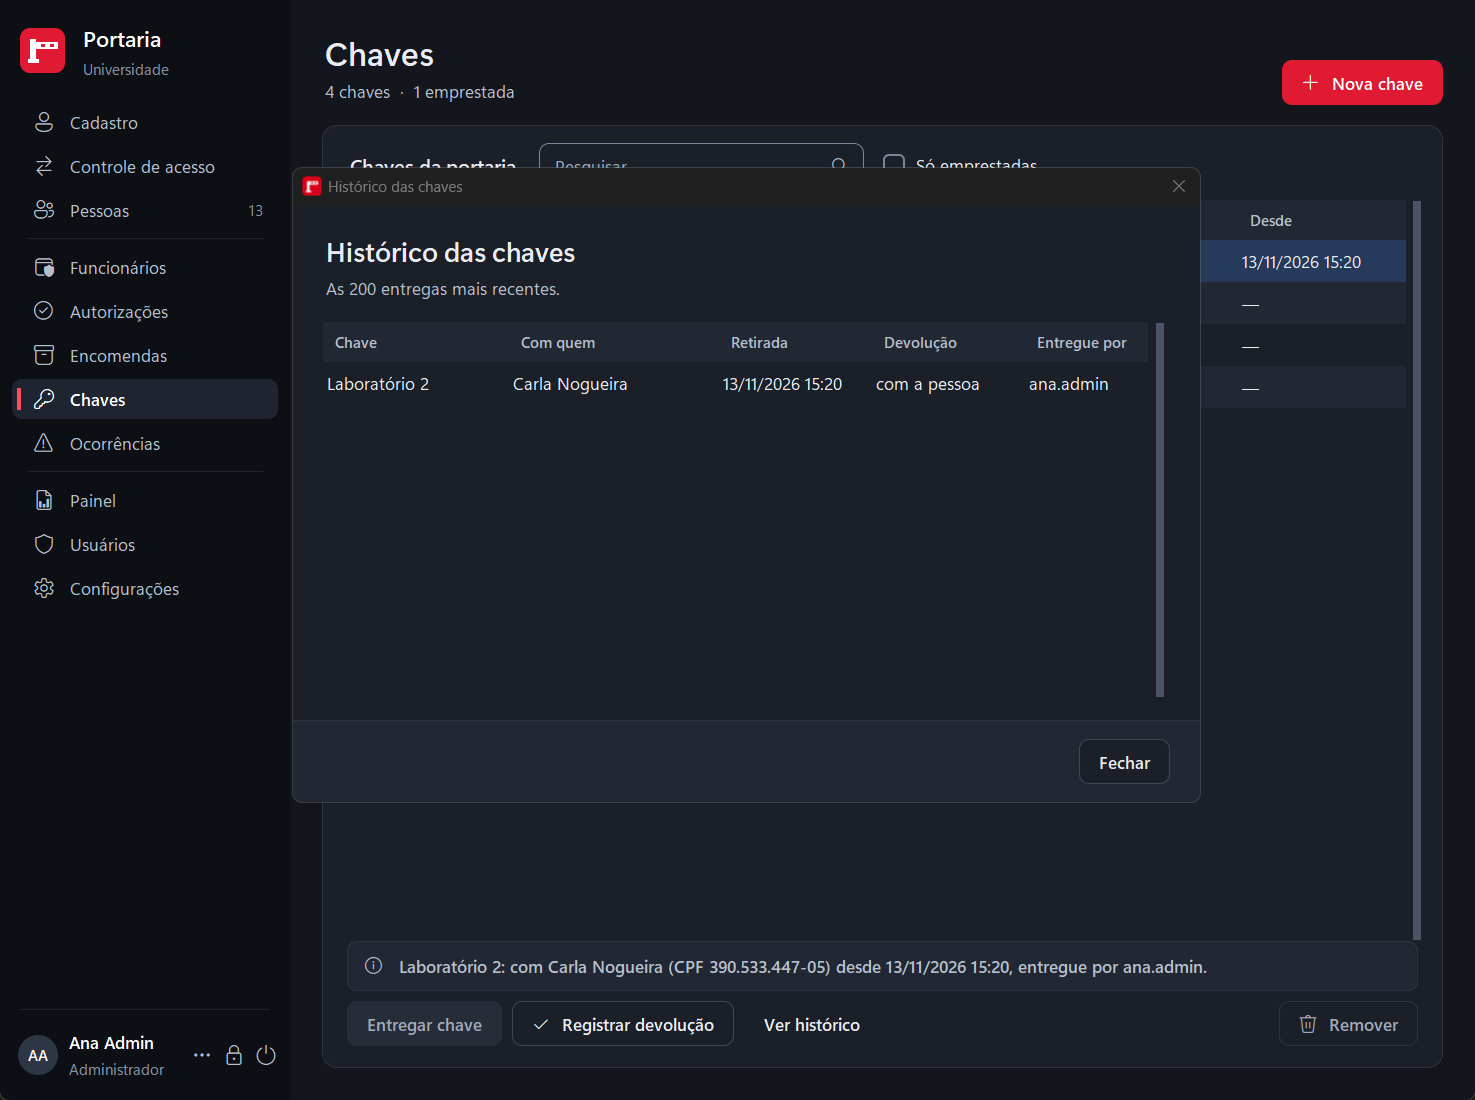 Portaria
Universidade
Cadastro
Controle de acesso
Pessoas 13
Funcionários
Autorizações
Encomendas
Chaves
Ocorrências
Painel
Usuários
Configurações
AA
Ana Admin
Administrador
Chaves
4 chaves · 1 emprestada
+ Nova chave
Chaves da portaria
Pesquisar
Só emprestadas
Desde
13/11/2026 15:20
—
—
—
Histórico das chaves
Histórico das chaves
As 200 entregas mais recentes.
Chave Com quem Retirada Devolução Entregue por
Laboratório 2 Carla Nogueira 13/11/2026 15:20 com a pessoa ana.admin
Fechar
Laboratório 2: com Carla Nogueira (CPF 390.533.447-05) desde 13/11/2026 15:20, entregue por ana.admin.
Entregar chave
Registrar devolução
Ver histórico
Remover